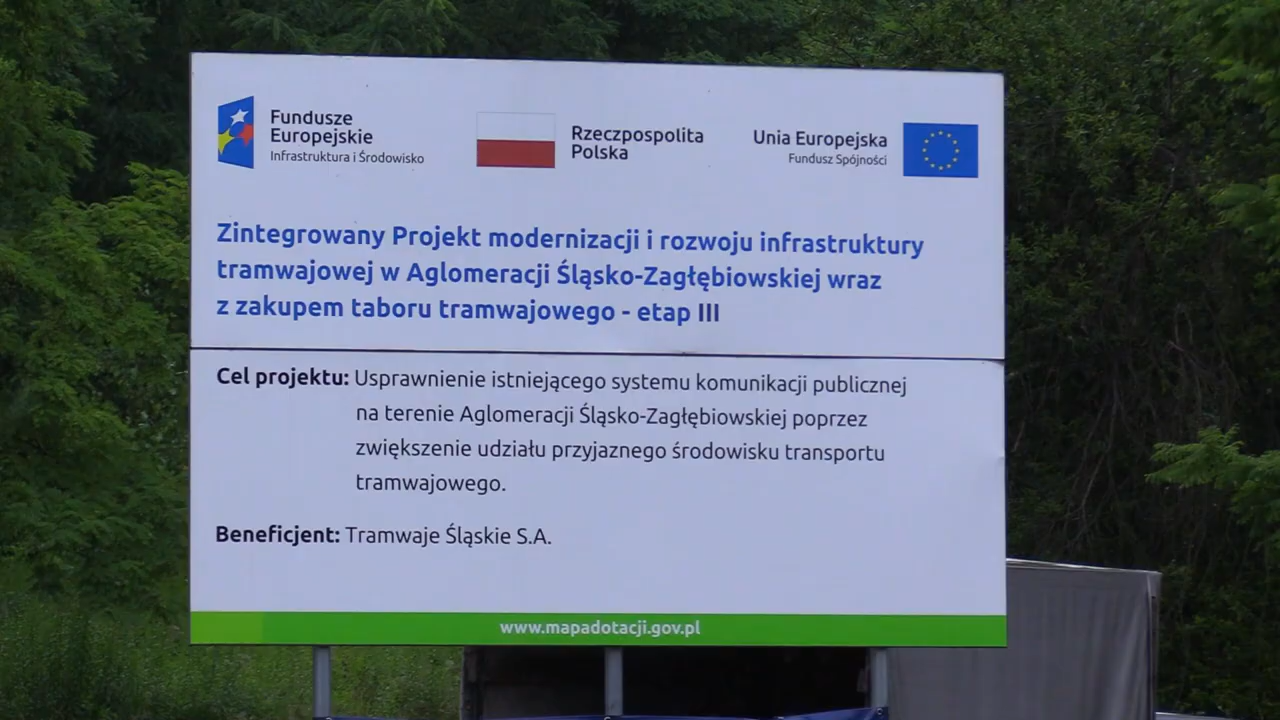 Fundusze
Europejskie
Infrastruktura i Środowisko
Rzeczpospolita
Polska
Unia Europejska
Fundusz Spójności
Zintegrowany Projekt modernizacji i rozwoju infrastruktury
tramwajowej w Aglomeracji Śląsko-Zagłębiowskiej wraz
z zakupem taboru tramwajowego - etap III
Cel projektu: Usprawnienie istniejącego systemu komunikacji publicznej
na terenie Aglomeracji Śląsko-Zagłębiowskiej poprzez
zwiększenie udziału przyjaznego środowisku transportu
tramwajowego.
Beneficjent: Tramwaje Śląskie S.A.
www.mapadotacji.gov.pl